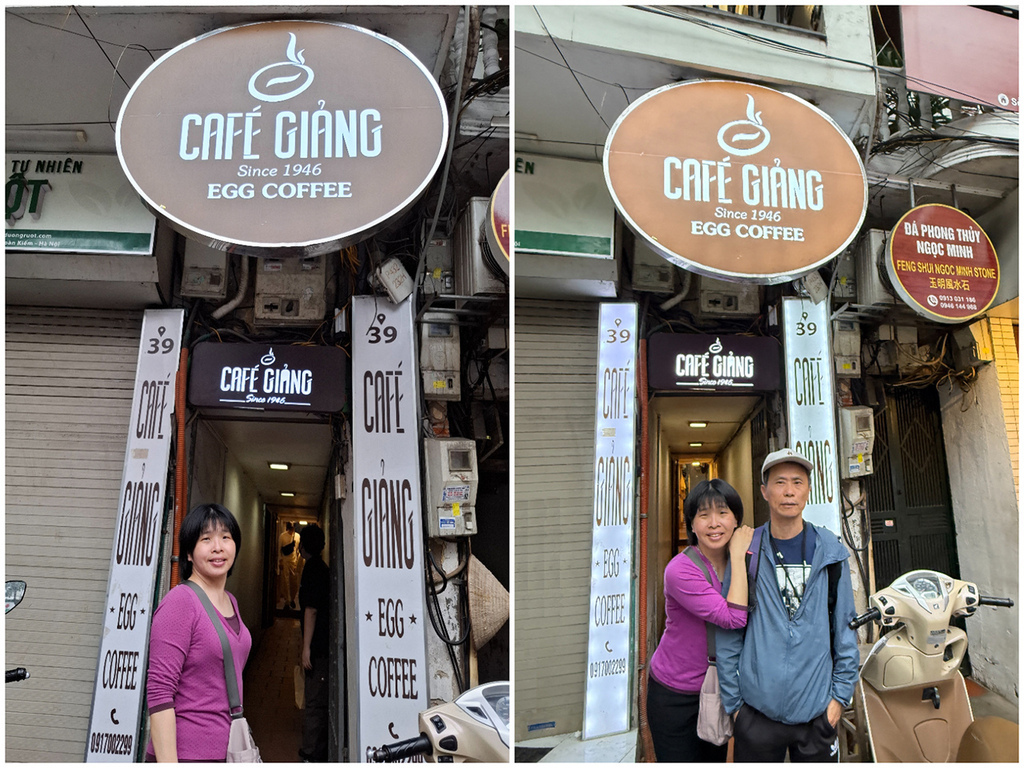 TỰ NHIÊN
CAFÉ GIẢNG
Since 1946
EGG COFFEE
39
CAFÉ
GIẢNG
EGG
COFFEE
0917002299
CAFÉ GIẢNG
Since 1946
39
CAFÉ
GIẢNG
EGG
COFFEE
CAFÉ GIẢNG
Since 1946
EGG COFFEE
39
CAFÉ
GIẢNG
EGG
COFFEE
0917002299
CAFÉ GIẢNG
Since 1946
39
CAFÉ
GIẢNG
ĐÁ PHONG THỦY
NGỌC MINH
FENG SHUI NGOC MINH STONE
玉明風水石
0913 031 186
0946 144 968